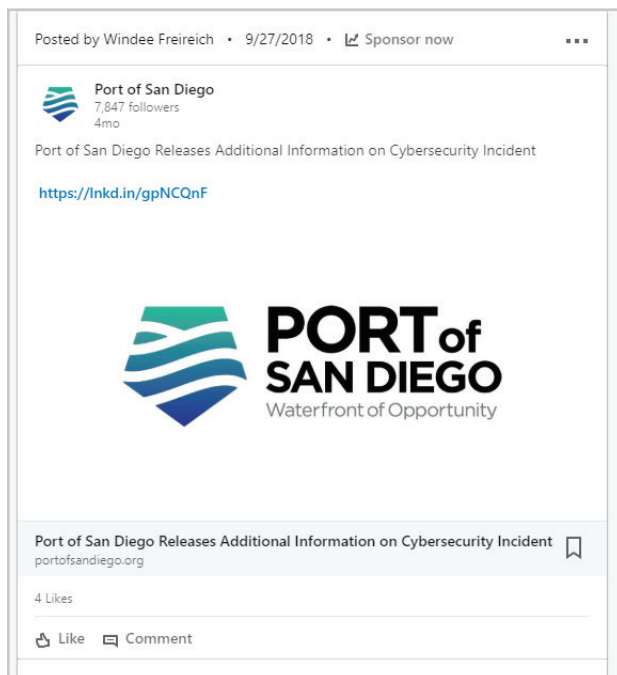 Posted by Windee Freireich • 9/27/2018 • Sponsor now
Port of San Diego
7,847 followers
4mo
Port of San Diego Releases Additional Information on Cybersecurity Incident
https://lnkd.in/gpNCQnF
PORT of
SAN DIEGO
Waterfront of Opportunity
Port of San Diego Releases Additional Information on Cybersecurity Incident
portofsandiego.org
4 Likes
Like Comment